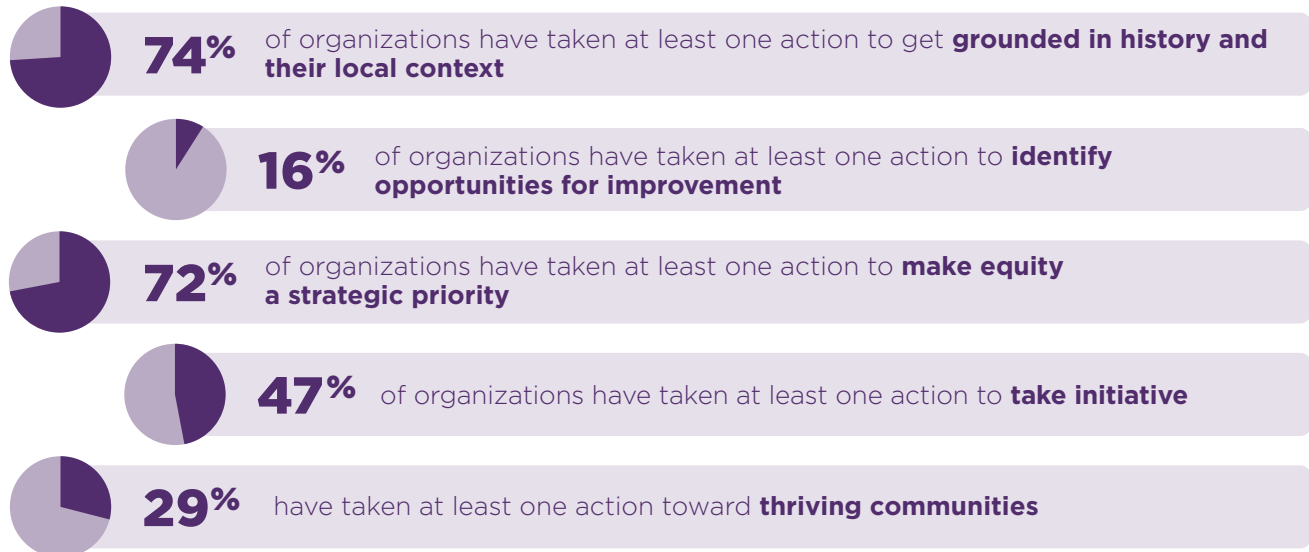 74% of organizations have taken at least one action to get grounded in history and
their local context
16% of organizations have taken at least one action to identify
opportunities for improvement
72% of organizations have taken at least one action to make equity
a strategic priority
47% of organizations have taken at least one action to take initiative
29% have taken at least one action toward thriving communities